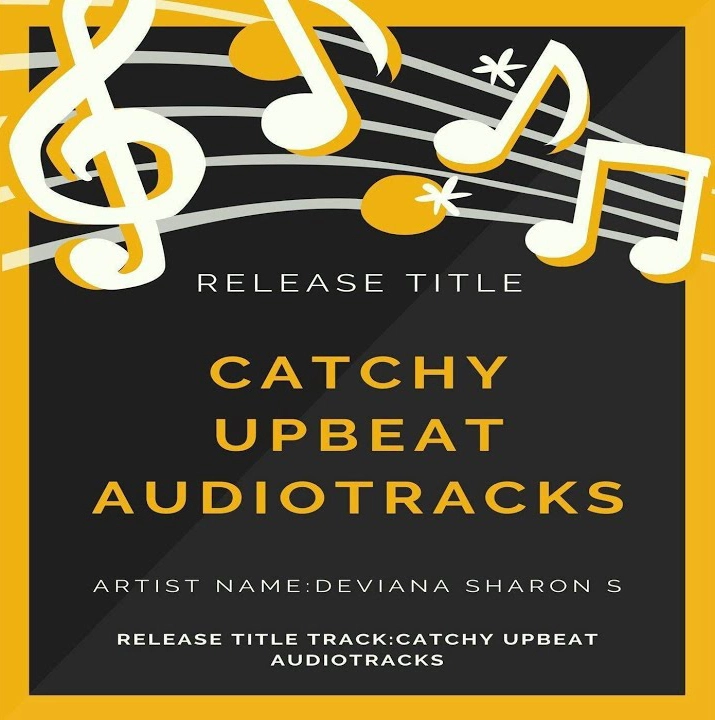 RELEASE TITLE
CATCHY
UPBEAT
AUDIOTRACKS
ARTIST NAME:DEVIANA SHARON S
RELEASE TITLE TRACK:CATCHY UPBEAT
AUDIOTRACKS